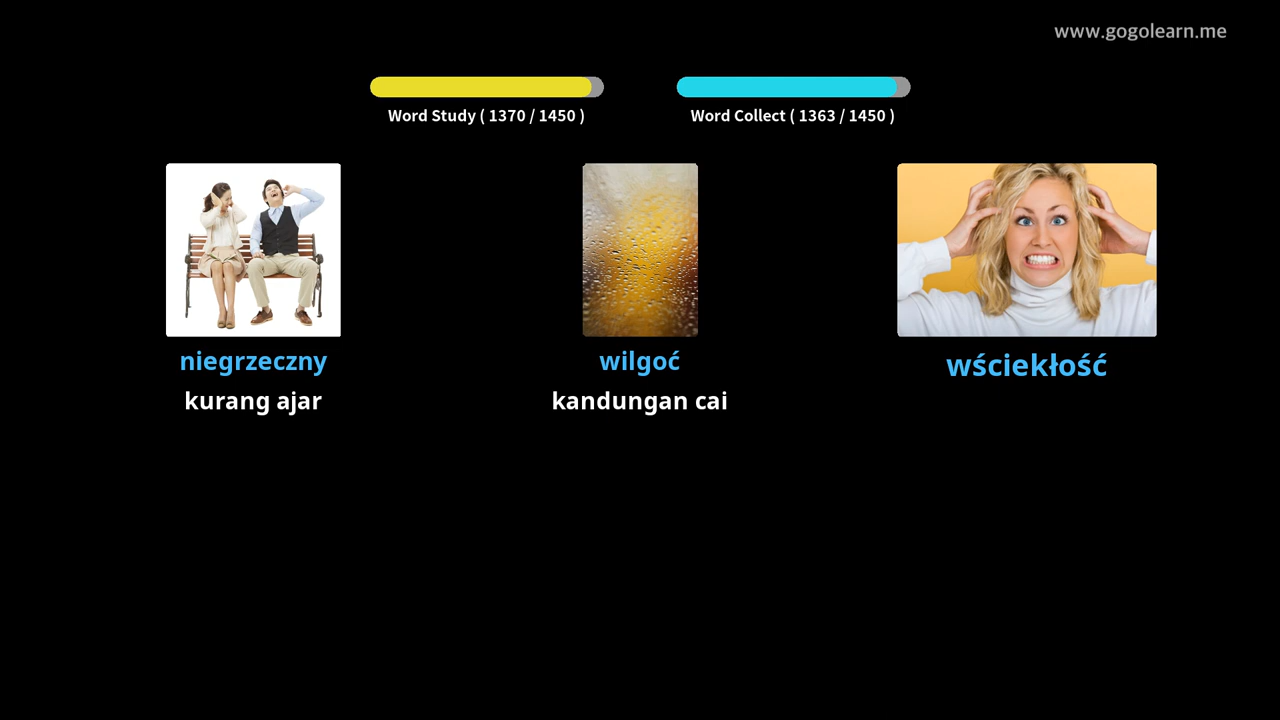 www.gogolearn.me
Word Study ( 1370 / 1450 )
Word Collect ( 1363 / 1450 )
niegrzeczny
kurang ajar
wilgoć
kandungan cai
wściekłość